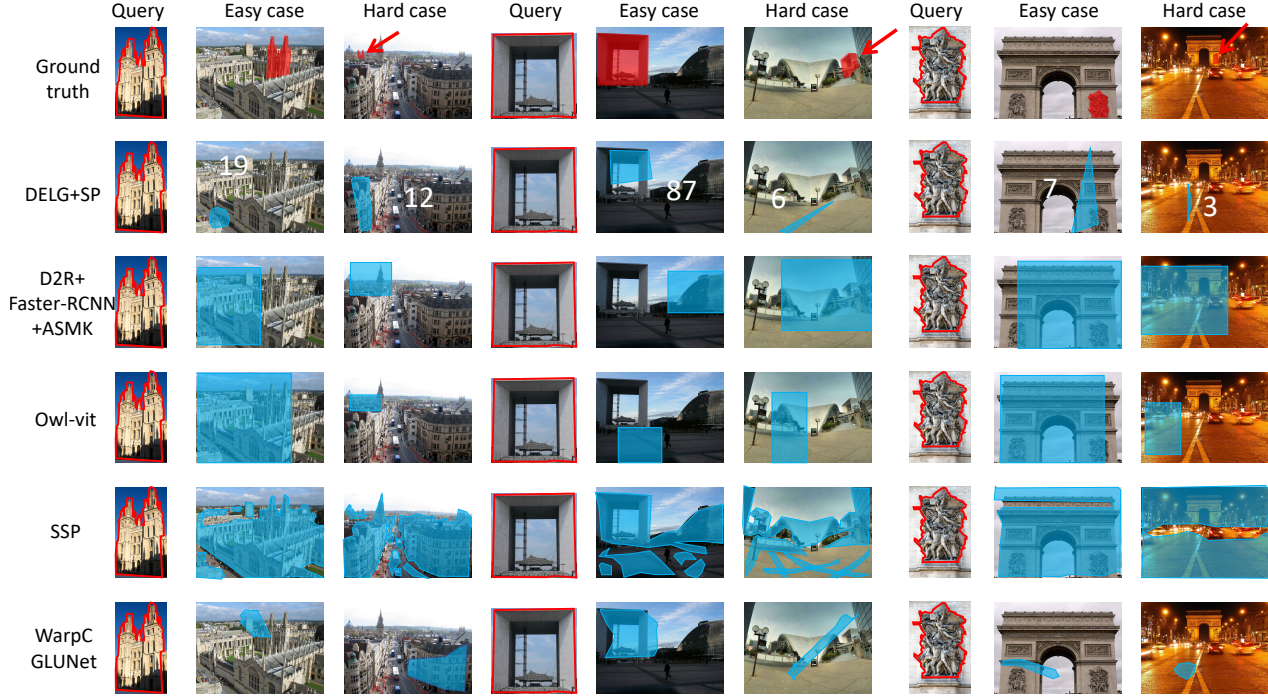 Query Easy case Hard case Query Easy case Hard case Query Easy case Hard case
Ground
truth
DELG+SP
19
12
87
6
7
3
D2R+
Faster-RCNN
+ASMK
Owl-vit
SSP
WarpC
GLUNet